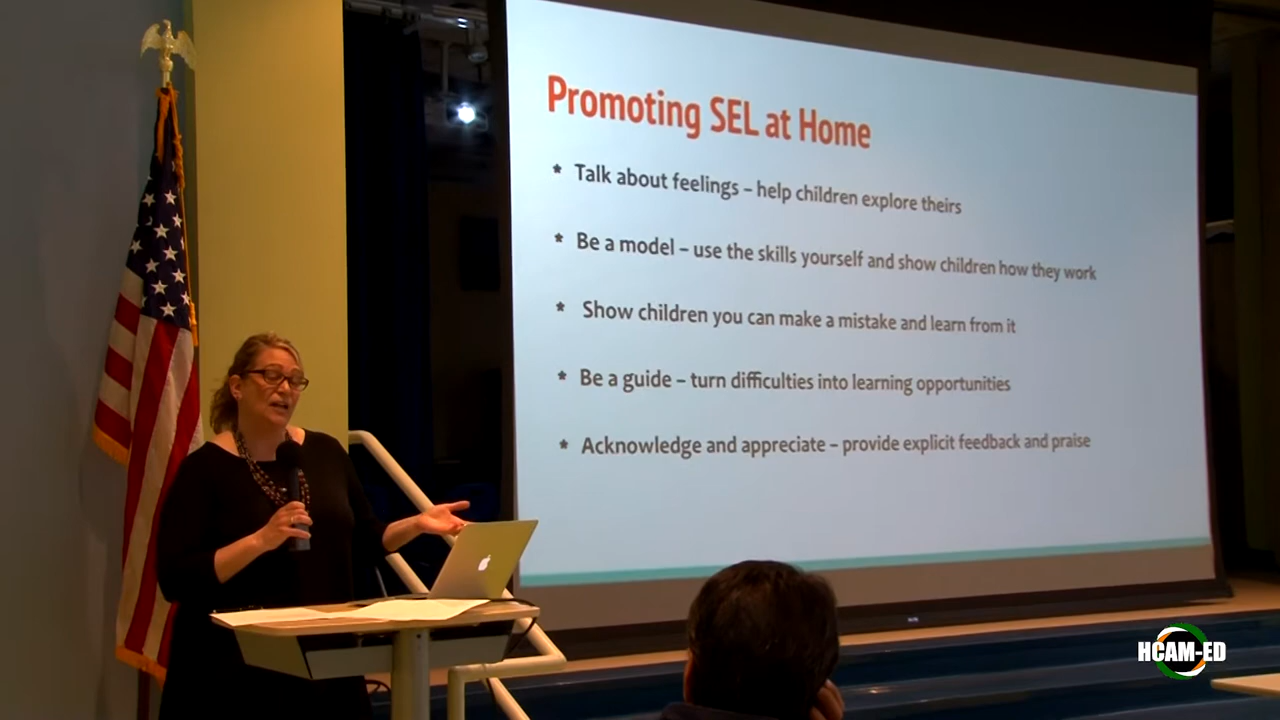 Promoting SEL at Home
* Talk about feelings – help children explore theirs
* Be a model – use the skills yourself and show children how they work
* Show children you can make a mistake and learn from it
* Be a guide – turn difficulties into learning opportunities
* Acknowledge and appreciate – provide explicit feedback and praise
HCAM-ED